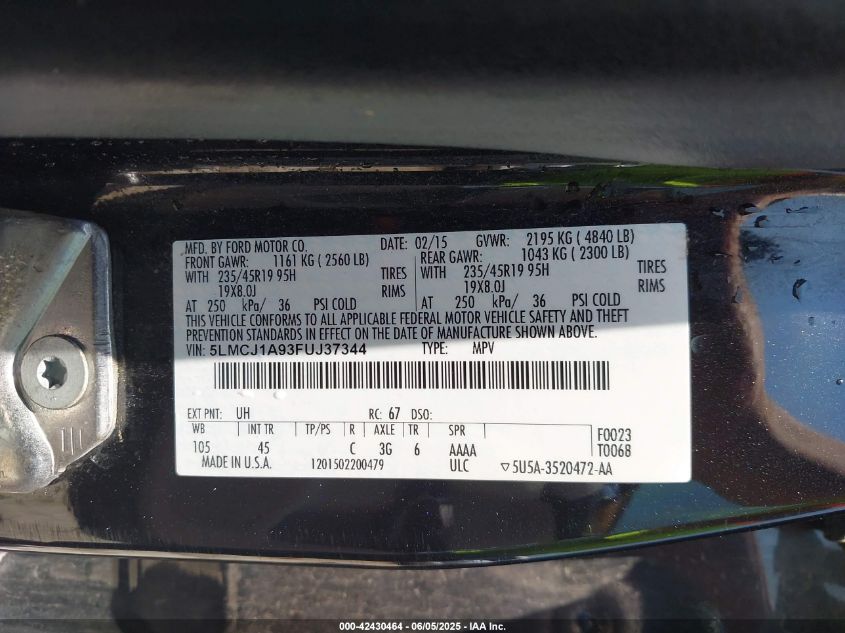 MFD. BY FORD MOTOR CO. DATE: 02/15 GVWR: 2195 KG ( 4840 LB)
FRONT GAWR: 1161 KG ( 2560 LB) REAR GAWR: 1043 KG ( 2300 LB)
WITH 235/45R19 95H TIRES WITH 235/45R19 95H TIRES
19X8.0J RIMS 19X8.0J RIMS
AT 250 kPa/ 36 PSI COLD AT 250 kPa/ 36 PSI COLD
THIS VEHICLE CONFORMS TO ALL APPLICABLE FEDERAL MOTOR VEHICLE SAFETY AND THEFT
PREVENTION STANDARDS IN EFFECT ON THE DATE OF MANUFACTURE SHOWN ABOVE.
VIN: 5LMCJ1A93FUJ37344 TYPE: MPV
EXT PNT: UH RC: 67 DSO:
WB INT TR TP/PS R AXLE TR SPR F0023
105 45 C 3G 6 AAAA T0068
MADE IN U.S.A. 1201502200479 ULC ▽5U5A-3520472-AA
000-42430464 - 06/05/2025 - IAA Inc.